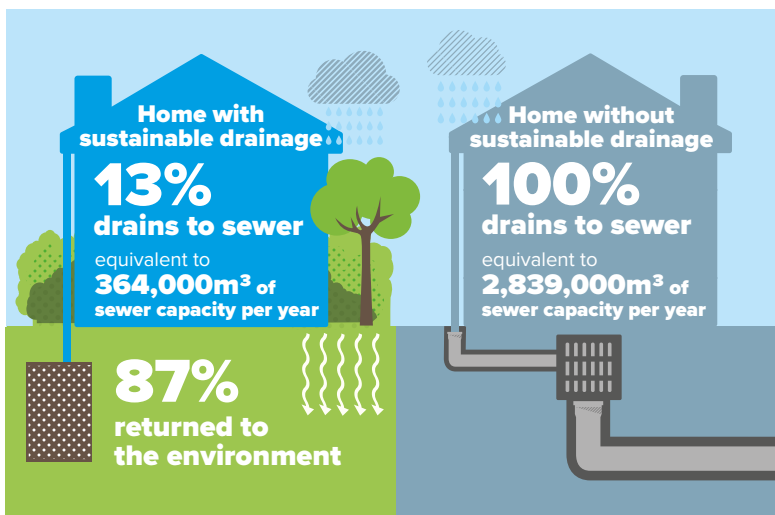 Home with
sustainable drainage
13%
drains to sewer
equivalent to
364,000m³ of
sewer capacity per year
87%
returned to
the environment
Home without
sustainable drainage
100%
drains to sewer
equivalent to
2,839,000m³ of
sewer capacity per year